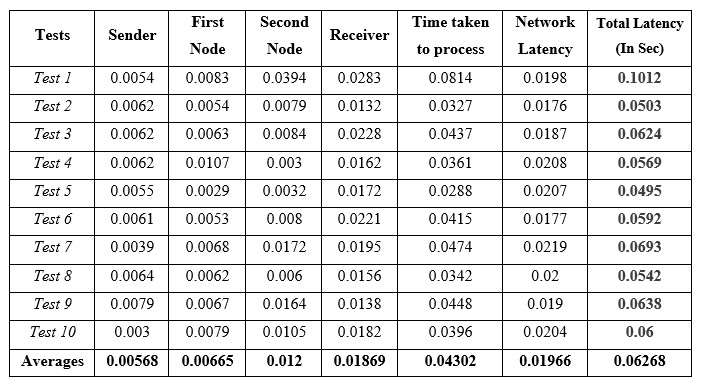 Tests Sender First Node Second Node Receiver Time taken to process Network Latency Total Latency (In Sec)
Test 1 0.0054 0.0083 0.0394 0.0283 0.0814 0.0198 0.1012
Test 2 0.0062 0.0054 0.0079 0.0132 0.0327 0.0176 0.0503
Test 3 0.0062 0.0063 0.0084 0.0228 0.0437 0.0187 0.0624
Test 4 0.0062 0.0107 0.003 0.0162 0.0361 0.0208 0.0569
Test 5 0.0055 0.0029 0.0032 0.0172 0.0288 0.0207 0.0495
Test 6 0.0061 0.0053 0.008 0.0221 0.0415 0.0177 0.0592
Test 7 0.0039 0.0068 0.0172 0.0195 0.0474 0.0219 0.0693
Test 8 0.0064 0.0062 0.006 0.0156 0.0342 0.02 0.0542
Test 9 0.0079 0.0067 0.0164 0.0138 0.0448 0.019 0.0638
Test 10 0.003 0.0079 0.0105 0.0182 0.0396 0.0204 0.06
Averages 0.00568 0.00665 0.012 0.01869 0.04302 0.01966 0.06268